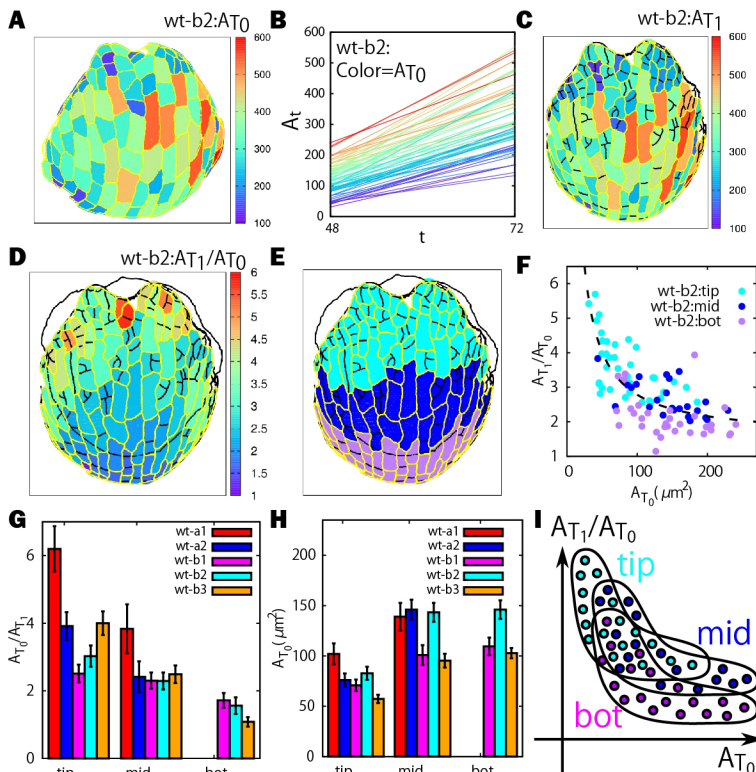 A
wt-b2:AT0
600
500
400
300
200
100
B
wt-b2:
Color=AT0
At
600
500
400
300
200
100
0
48
t
72
C
wt-b2:AT1
600
500
400
300
200
100
D
wt-b2:AT1/AT0
6
5.5
5
4.5
4
3.5
3
2.5
2
1.5
1
E
F
wt-b2:tip
wt-b2:mid
wt-b2:bot
AT1/AT0
6
5
4
3
2
1
0
100
200
AT0(μm2)
G
wt-a1
wt-a2
wt-b1
wt-b2
wt-b3
AT0/AT1
6
4
2
0
tip
mid
bot
H
wt-a1
wt-a2
wt-b1
wt-b2
wt-b3
AT0(μm2)
200
150
100
50
0
tip
mid
bot
I
AT1/AT0
tip
mid
bot
AT0